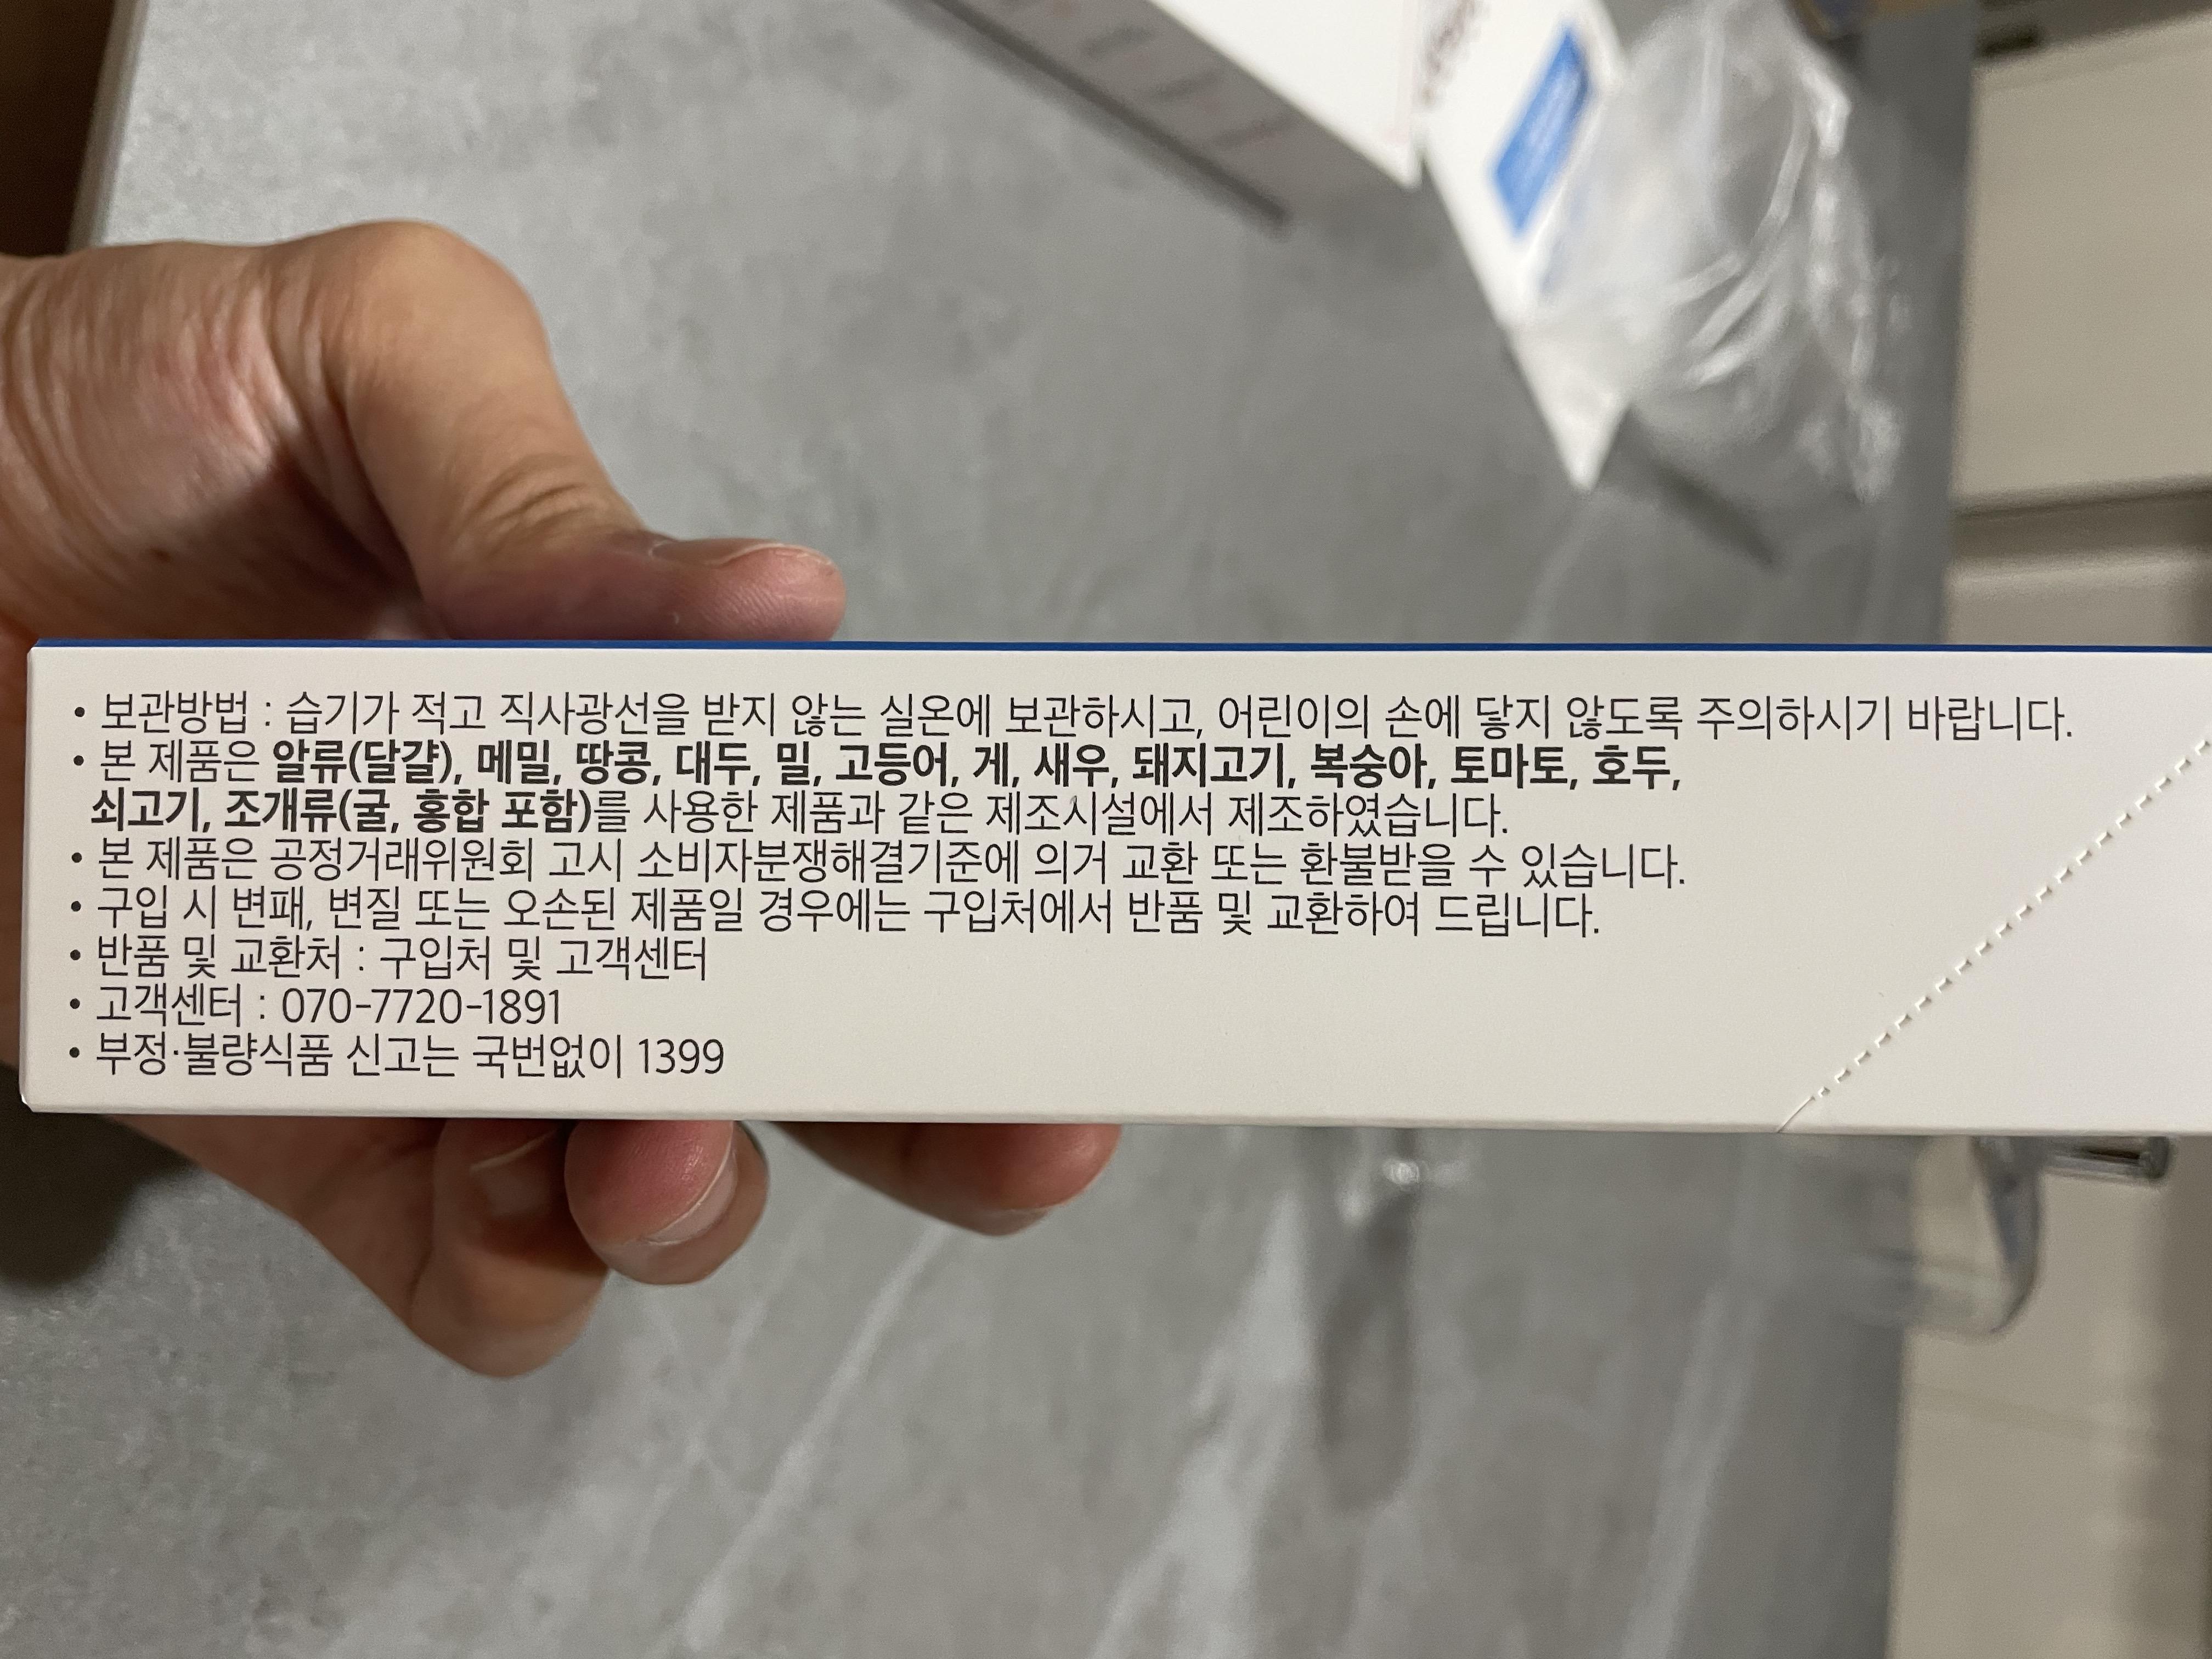 • 보관방법 : 습기가 적고 직사광선을 받지 않는 실온에 보관하시고, 어린이의 손에 닿지 않도록 주의하시기 바랍니다.
• 본 제품은 알류(달걀), 메밀, 땅콩, 대두, 밀, 고등어, 게, 새우, 돼지고기, 복숭아, 토마토, 호두,
쇠고기, 조개류(굴, 홍합 포함)를 사용한 제품과 같은 제조시설에서 제조하였습니다.
• 본 제품은 공정거래위원회 고시 소비자분쟁해결기준에 의거 교환 또는 환불받을 수 있습니다.
• 구입 시 변패, 변질 또는 오손된 제품일 경우에는 구입처에서 반품 및 교환하여 드립니다.
• 반품 및 교환처 : 구입처 및 고객센터
• 고객센터 : 070-7720-1891
• 부정·불량식품 신고는 국번없이 1399